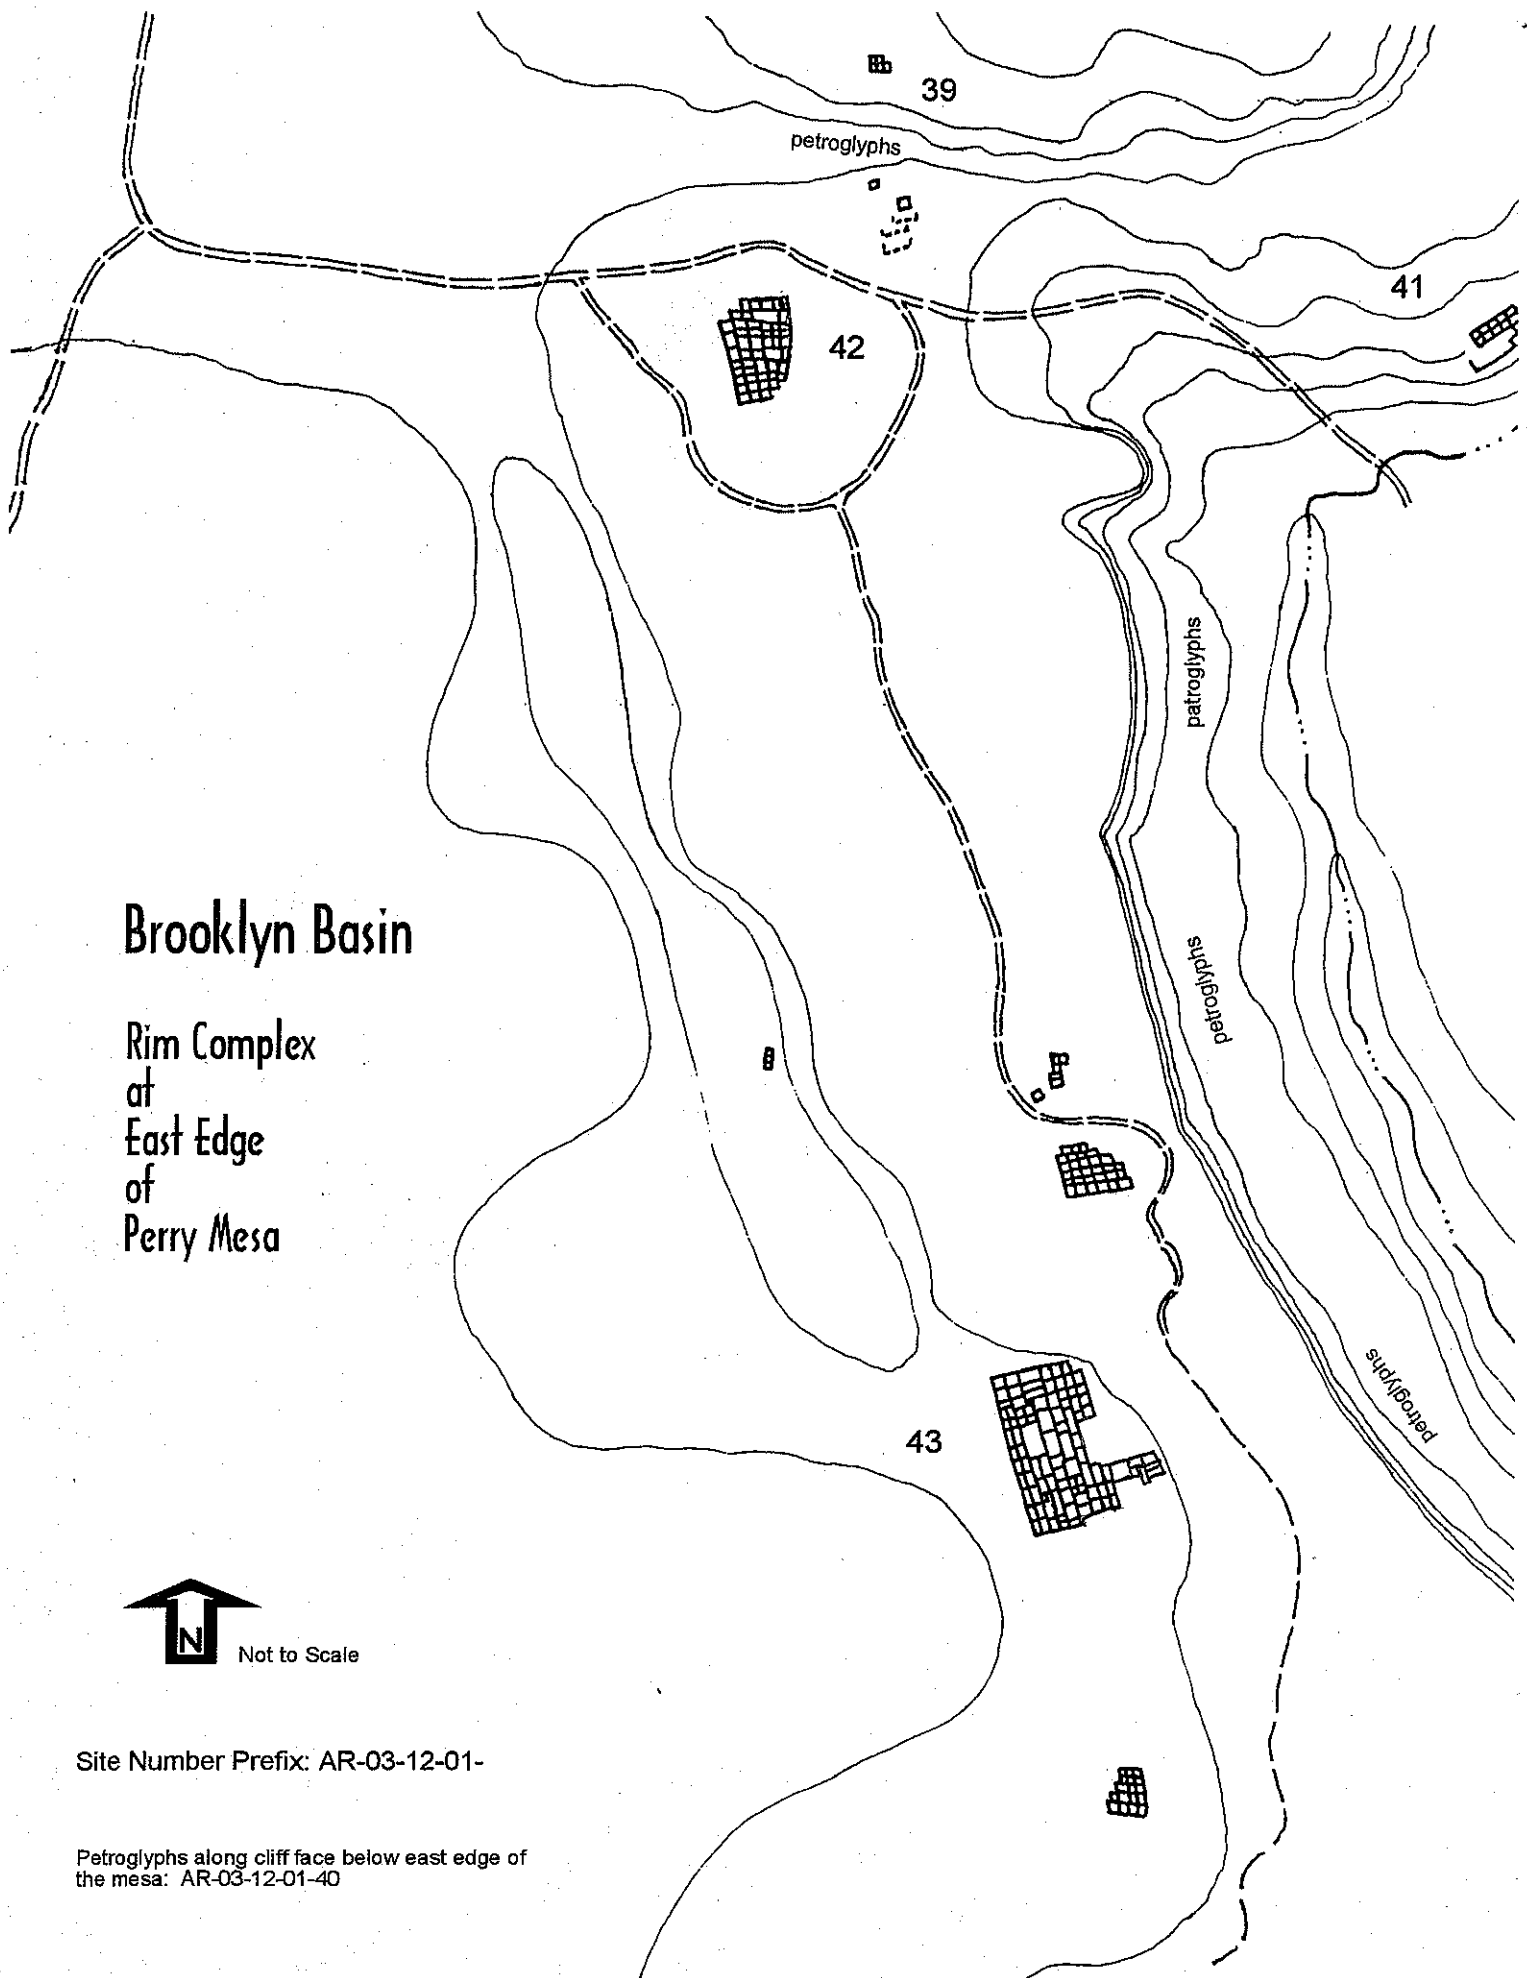 39
petroglyphs
41
42
patroglyphs
Brooklyn Basin
petroglyphs
Rim Complex
at
East Edge
of
Perry Mesa
petroglyphs
43
N
Not to Scale
Site Number Prefix: AR-03-12-01-
Petroglyphs along cliff face below east edge of
the mesa: AR-03-12-01-40